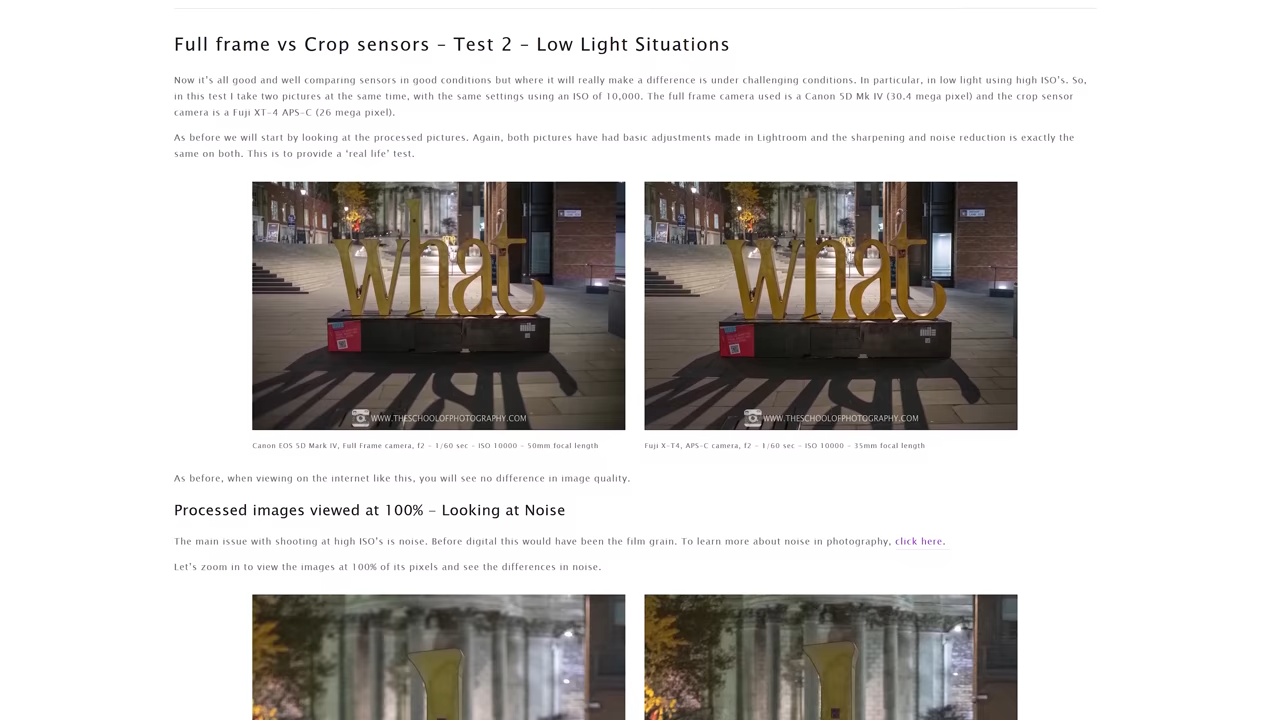 Full frame vs Crop sensors – Test 2 – Low Light Situations
Now it's all good and well comparing sensors in good conditions but where it will really make a difference is under challenging conditions. In particular, in low light using high ISO's. So,
in this test I take two pictures at the same time, with the same settings using an ISO of 10,000. The full frame camera used is a Canon 5D Mk IV (30.4 mega pixel) and the crop sensor
camera is a Fuji XT-4 APS-C (26 mega pixel).
As before we will start by looking at the processed pictures. Again, both pictures have had basic adjustments made in Lightroom and the sharpening and noise reduction is exactly the
same on both. This is to provide a ‘real life’ test.
what
mills
WWW.THESCHOOLOFPHOTOGRAPHY.COM
what
mills
WWW.THESCHOOLOFPHOTOGRAPHY.COM
Canon EOS 5D Mark IV, Full Frame camera, f2 – 1/60 sec – ISO 10000 – 50mm focal length
Fuji X-T4, APS-C camera, f2 – 1/60 sec – ISO 10000 – 35mm focal length
As before, when viewing on the internet like this, you will see no difference in image quality.
Processed images viewed at 100% – Looking at Noise
The main issue with shooting at high ISO's is noise. Before digital this would have been the film grain. To learn more about noise in photography, click here.
Let's zoom in to view the images at 100% of its pixels and see the differences in noise.